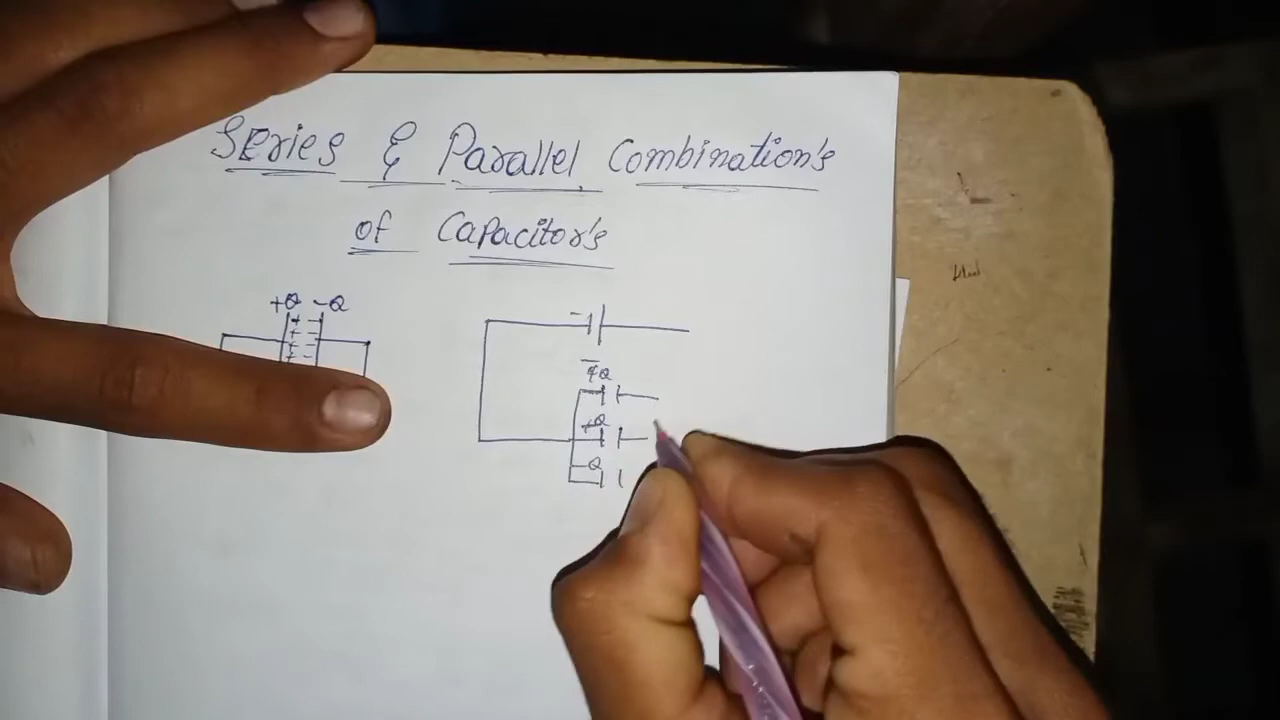 Series & Parallel Combination's
of Capacitor's
+Q -Q
-
Q
+Q
-Q